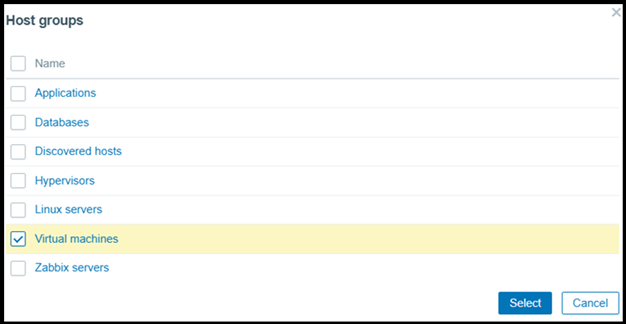 Host groups
Name
Applications
Databases
Discovered hosts
Hypervisors
Linux servers
Virtual machines
Zabbix servers
Select Cancel